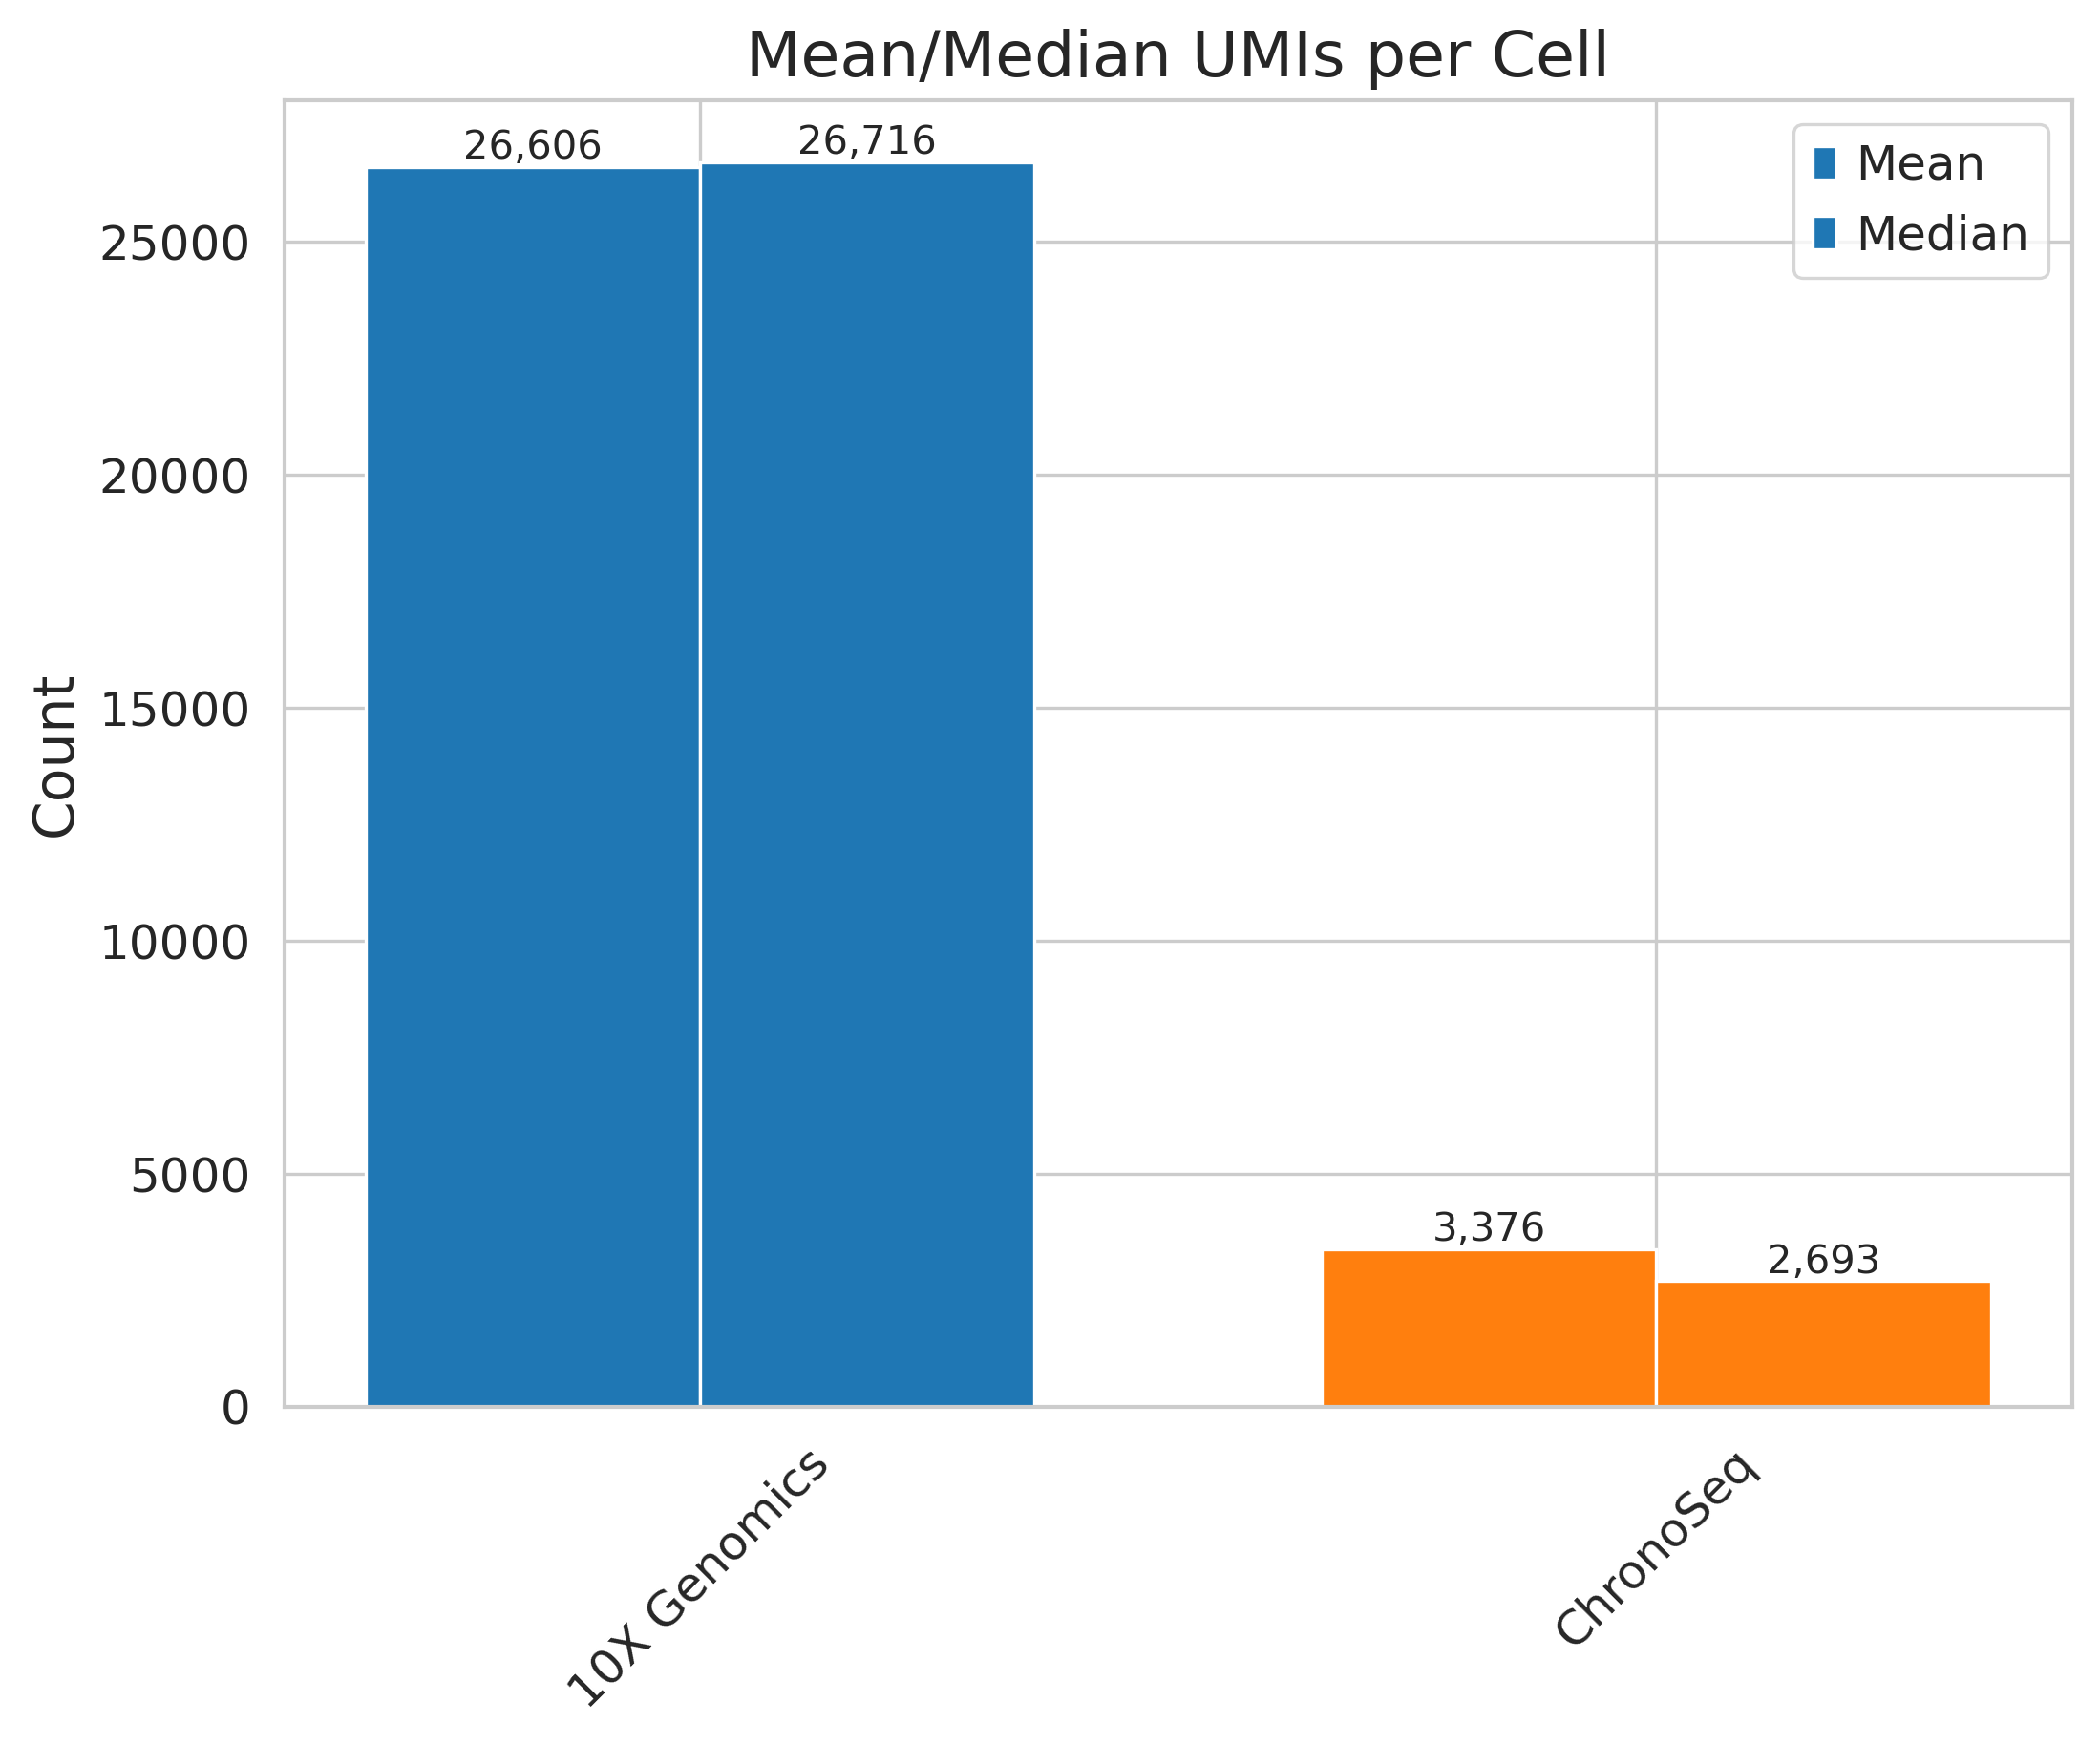 Mean/Median UMIs per Cell
26,606
26,716
Mean
Median
25000
20000
15000
10000
5000
0
Count
3,376
2,693
10X Genomics
ChronoSeq